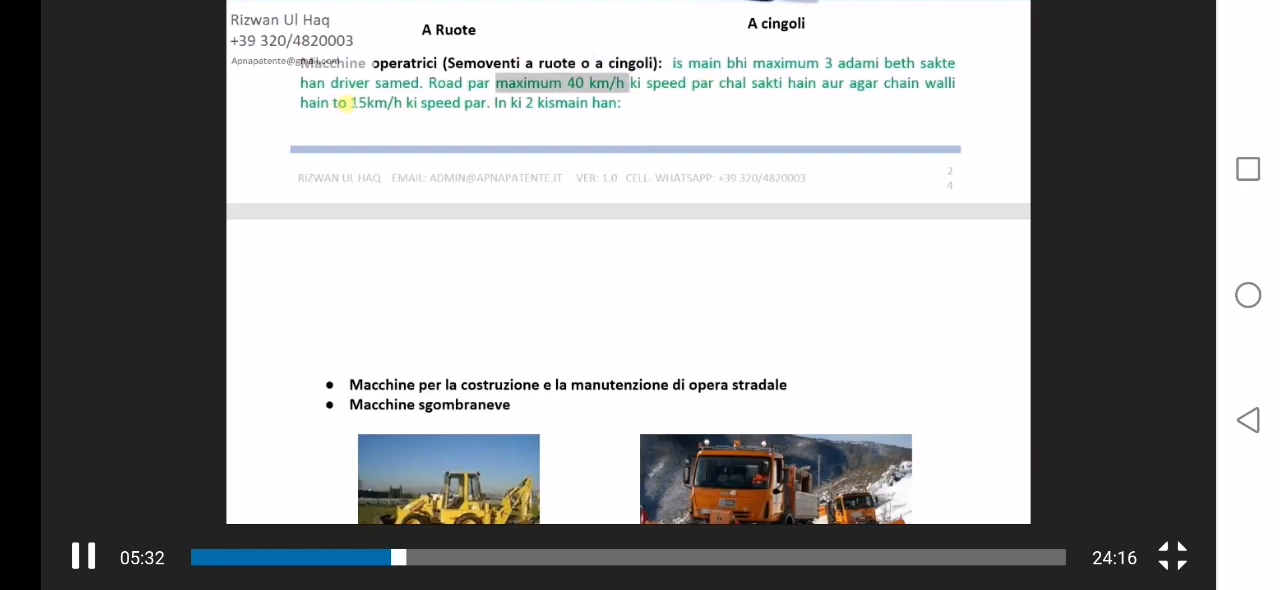 Rizwan Ul Haq
+39 320/4820003
Apnapatente@gmail.com
A Ruote
A cingoli
Macchine operatrici (Semoventi a ruote o a cingoli): is main bhi maximum 3 adami beth sakte
han driver samed. Road par maximum 40 km/h ki speed par chal sakti hain aur agar chain walli
hain to 15km/h ki speed par. In ki 2 kismain han:
RIZWAN UL HAQ EMAIL: ADMIN@APNAPATENTE.IT VER: 1.0 CELL- WHATSAPP: +39 320/4820003
2
4
● Macchine per la costruzione e la manutenzione di opera stradale
● Macchine sgombraneve
05:32
24:16